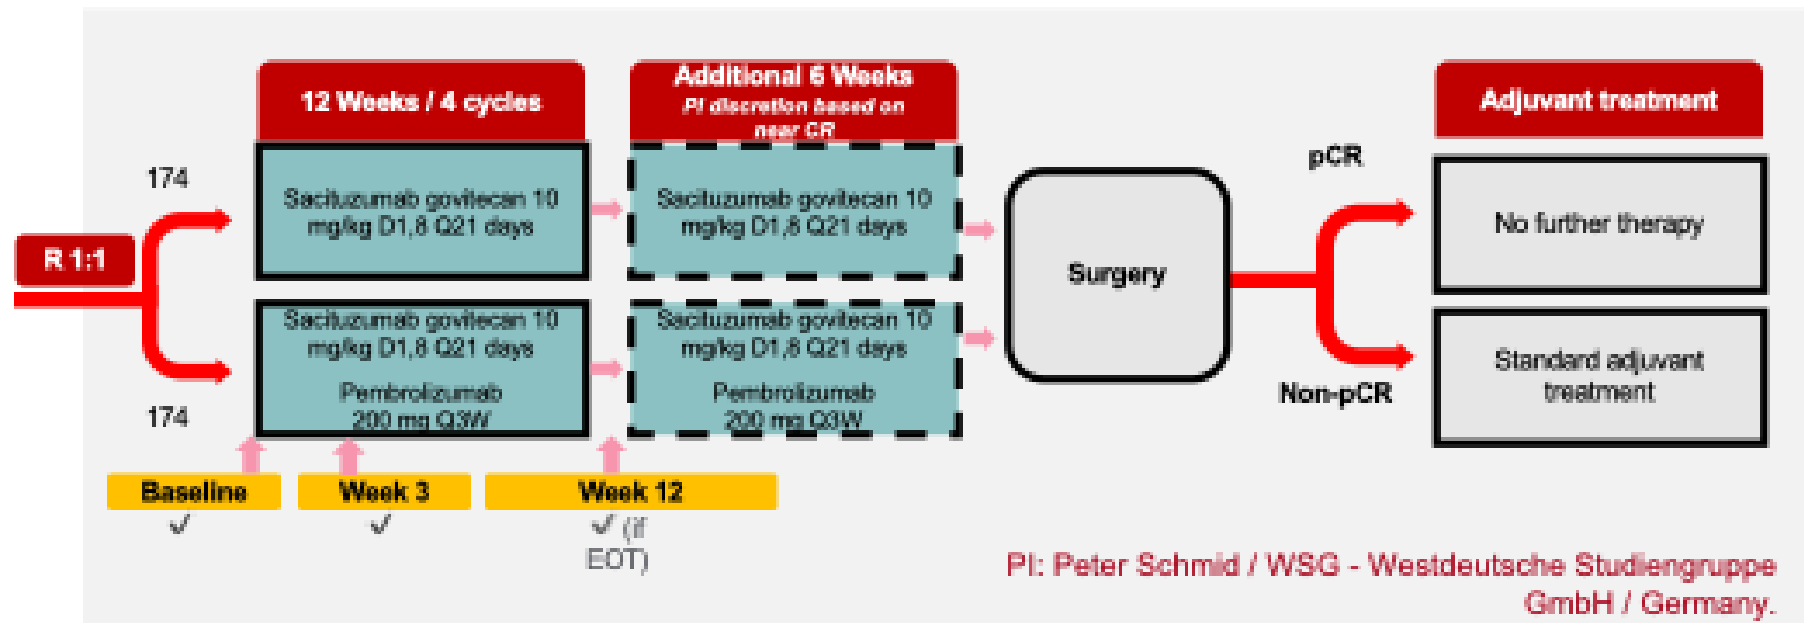 12 Weeks / 4 cycles
Additional 6 Weeks
PI discretion based on
near CR
Adjuvant treatment
174
R 1:1
174
Sacituzumab govitecan 10
mg/kg D1,8 Q21 days
Sacituzumab govitecan 10
mg/kg D1,8 Q21 days
Sacituzumab govitecan 10
mg/kg D1,8 Q21 days
Pembrolizumab
200 mg Q3W
Sacituzumab govitecan 10
mg/kg D1,8 Q21 days
Pembrolizumab
200 mg Q3W
Surgery
pCR
Non-pCR
No further therapy
Standard adjuvant
treatment
Baseline
✓
Week 3
✓
Week 12
✓ (if
EOT)
PI: Peter Schmid / WSG - Westdeutsche Studiengruppe
GmbH / Germany.